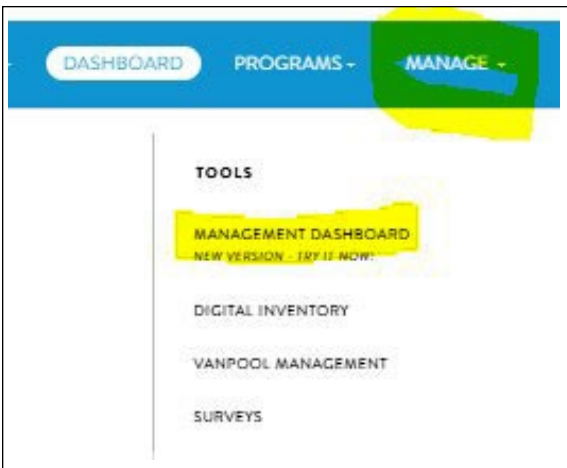 DASHBOARD PROGRAMS MANAGE
TOOLS
MANAGEMENT DASHBOARD
NEW VERSION - TRY IT NOW!
DIGITAL INVENTORY
VANPOOL MANAGEMENT
SURVEYS